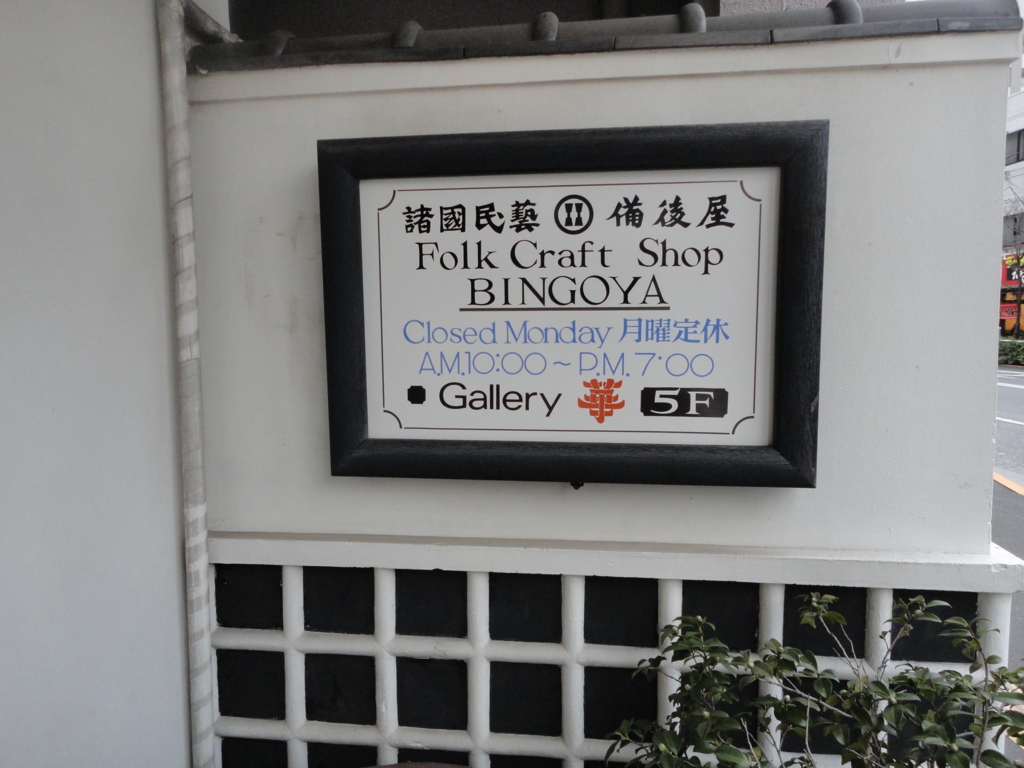 諸國民藝 備後屋
Folk Craft Shop
BINGOYA
Closed Monday 月曜定休
A.M.10:00～P.M.7:00
Gallery 華 5F